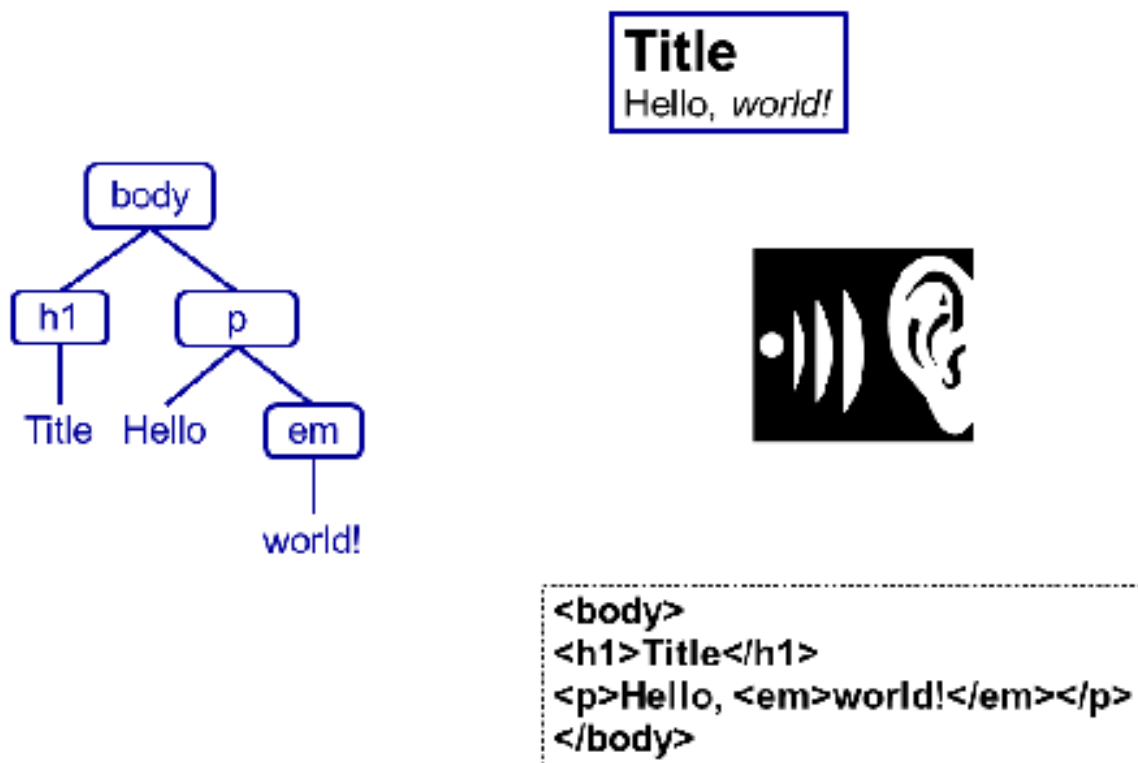 Title
Hello, world!
body
h1 p
Title Hello em
world!
<body>
<h1>Title</h1>
<p>Hello, <em>world!</em></p>
</body>